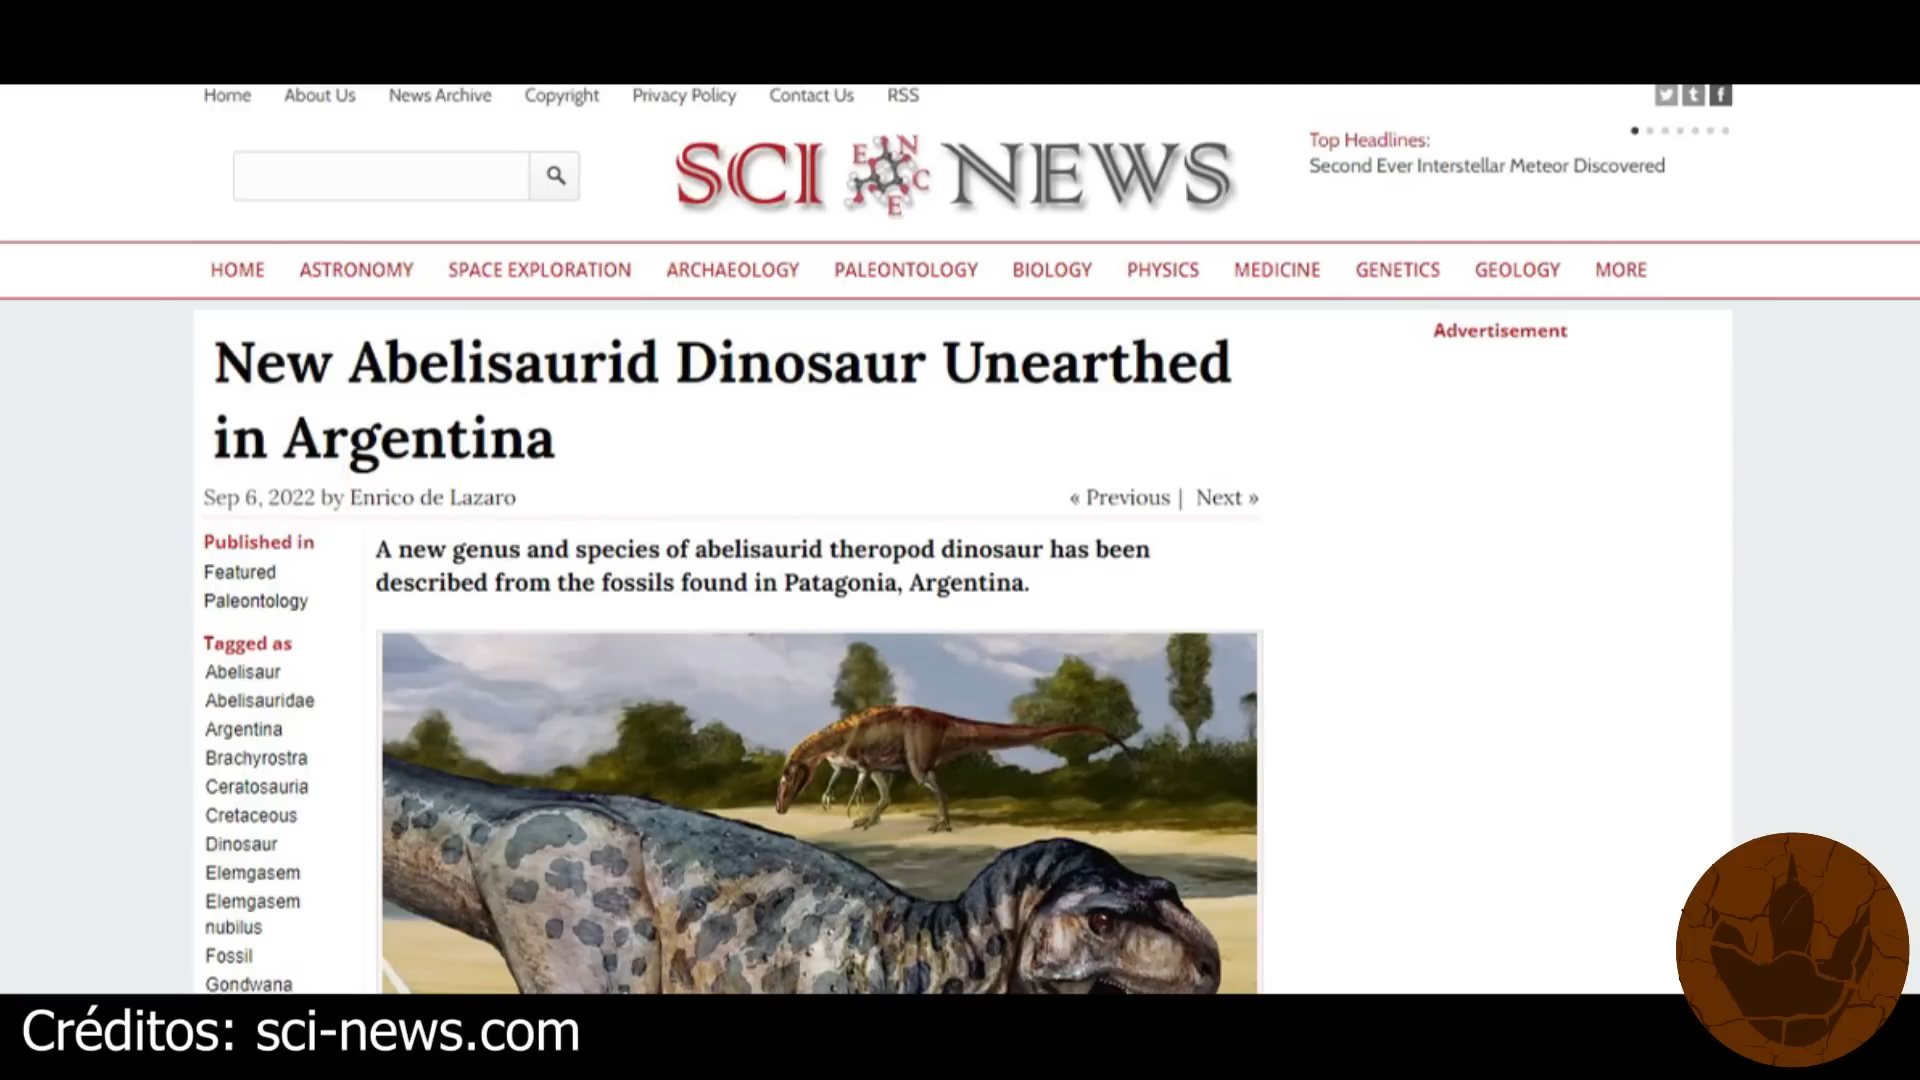 Home About Us News Archive Copyright Privacy Policy Contact Us RSS
SCIENCE NEWS
Top Headlines:
Second Ever Interstellar Meteor Discovered
HOME ASTRONOMY SPACE EXPLORATION ARCHAEOLOGY PALEONTOLOGY BIOLOGY PHYSICS MEDICINE GENETICS GEOLOGY MORE
New Abelisaurid Dinosaur Unearthed
in Argentina
Advertisement
Sep 6, 2022 by Enrico de Lazaro
« Previous | Next »
Published in
Featured
Paleontology
Tagged as
Abelisaur
Abelisauridae
Argentina
Brachyrostra
Ceratosauria
Cretaceous
Dinosaur
Elemgasem
Elemgasem
nubilus
Fossil
Gondwana
A new genus and species of abelisaurid theropod dinosaur has been
described from the fossils found in Patagonia, Argentina.
Créditos: sci-news.com